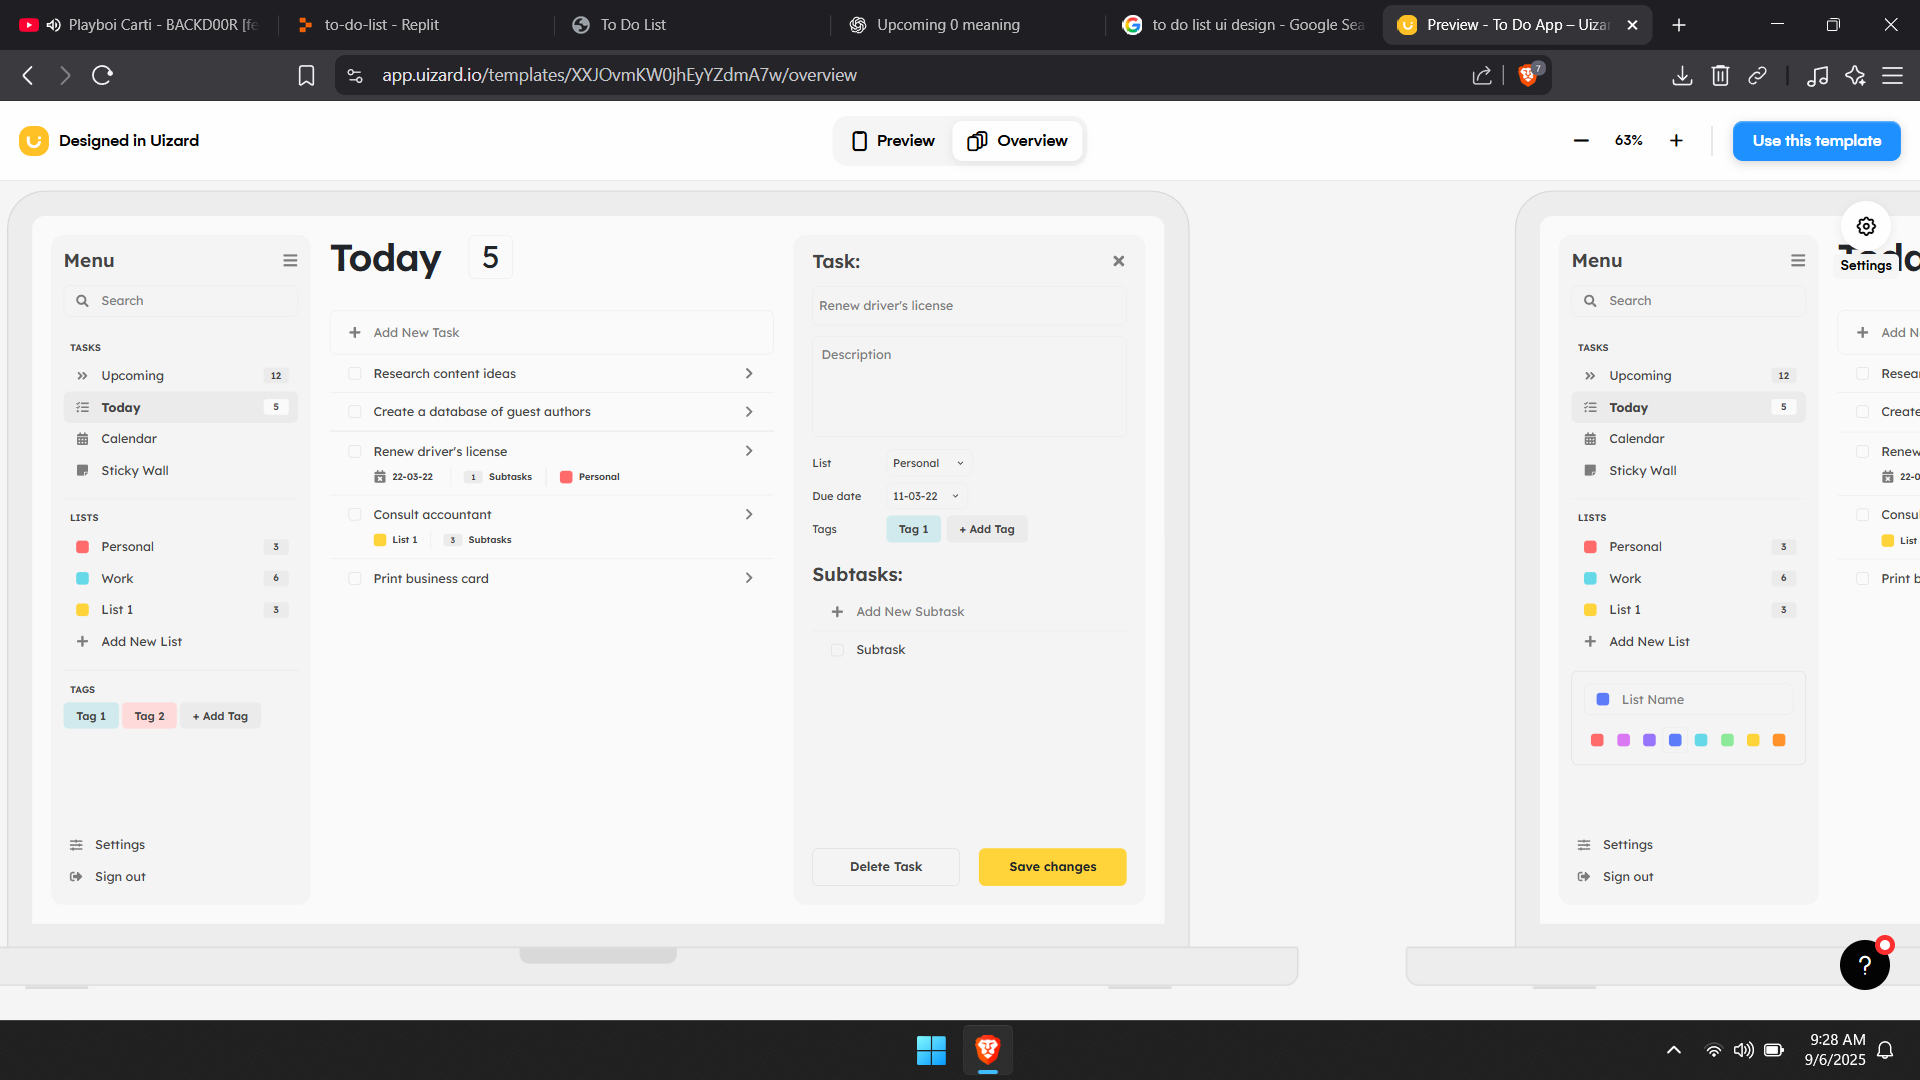 Playboi Carti - BACKD00R [fe
to-do-list - Replit
To Do List
Upcoming 0 meaning
to do list ui design - Google Sea
Preview - To Do App – Uizar
app.uizard.io/templates/XXJOvmKW0jhEyYZdmA7w/overview
7
Designed in Uizard
Preview
Overview
63%
Use this template
Menu
Search
TASKS
Upcoming 12
Today 5
Calendar
Sticky Wall
LISTS
Personal 3
Work 6
List 1 3
Add New List
TAGS
Tag 1 Tag 2 + Add Tag
Settings
Sign out
Today 5
Add New Task
Research content ideas
Create a database of guest authors
Renew driver's license
22-03-22 1 Subtasks Personal
Consult accountant
List 1 3 Subtasks
Print business card
Task:
Renew driver's license
Description
List Personal
Due date 11-03-22
Tags Tag 1 + Add Tag
Subtasks:
Add New Subtask
Subtask
Delete Task Save changes
Menu
Search
TASKS
Upcoming 12
Today 5
Calendar
Sticky Wall
LISTS
Personal 3
Work 6
List 1 3
Add New List
List Name
Settings
Sign out
Settings
Add N
Resear
Create
Renew
22-0
Consul
List
Print b
?
9:28 AM
9/6/2025